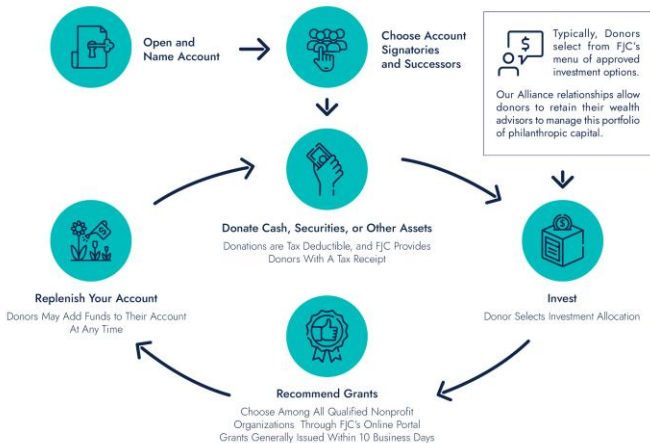 Open and
Name Account
Choose Account
Signatories
and Successors
$
Typically, Donors
select from FJC's
menu of approved
investment options.
Our Alliance relationships allow
donors to retain their wealth
advisors to manage this portfolio
of philanthropic capital.
Donate Cash, Securities, or Other Assets
Donations are Tax Deductible, and FJC Provides
Donors With A Tax Receipt
$
Invest
Donor Selects Investment Allocation
Recommend Grants
Choose Among All Qualified Nonprofit
Organizations Through FJC's Online Portal
Grants Generally Issued Within 10 Business Days
$
Replenish Your Account
Donors May Add Funds to Their Account
At Any Time